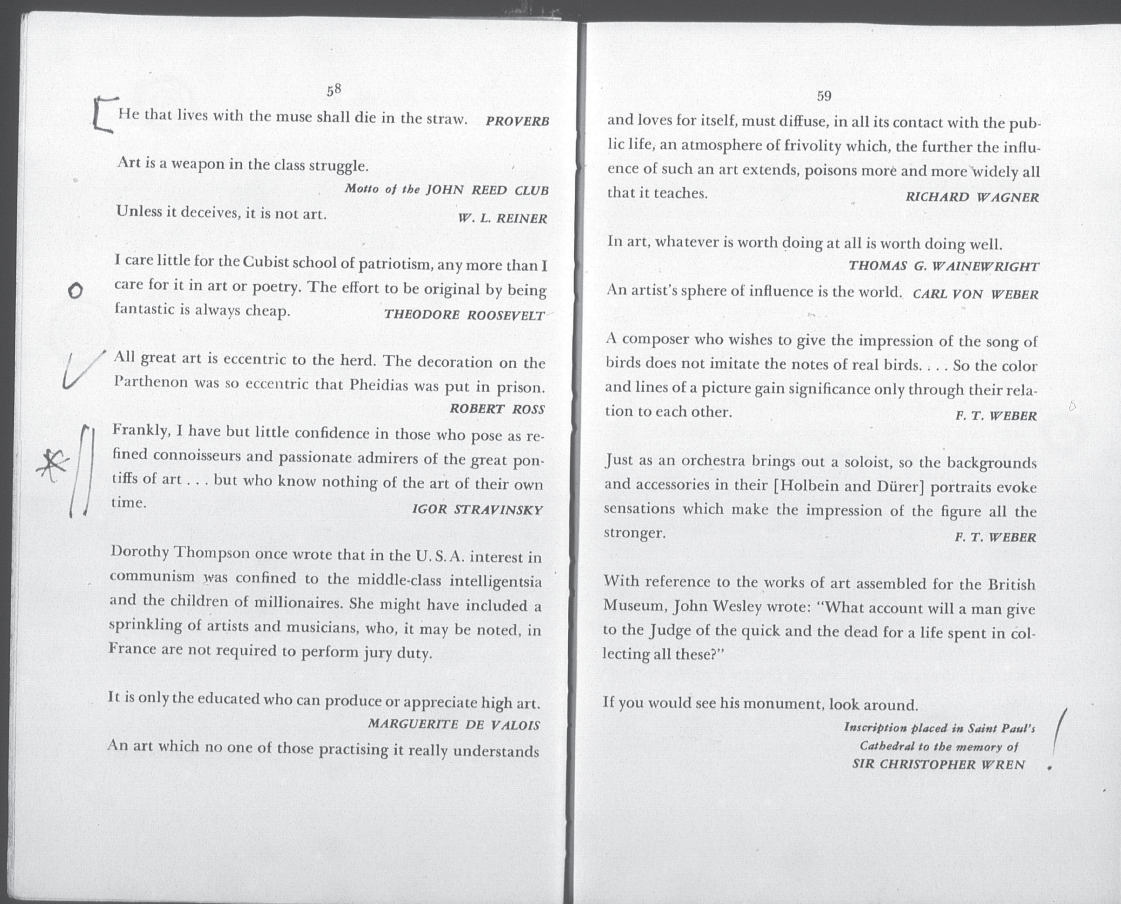 58
He that lives with the muse shall die in the straw. PROVERB
Art is a weapon in the class struggle.
Motto of the JOHN REED CLUB
Unless it deceives, it is not art. W. L. REINER
I care little for the Cubist school of patriotism, any more than I
care for it in art or poetry. The effort to be original by being
fantastic is always cheap. THEODORE ROOSEVELT
All great art is eccentric to the herd. The decoration on the
Parthenon was so eccentric that Pheidias was put in prison.
ROBERT ROSS
Frankly, I have but little confidence in those who pose as re-
fined connoisseurs and passionate admirers of the great pon-
tiffs of art . . . but who know nothing of the art of their own
time. IGOR STRAVINSKY
Dorothy Thompson once wrote that in the U. S. A. interest in
communism was confined to the middle-class intelligentsia
and the children of millionaires. She might have included a
sprinkling of artists and musicians, who, it may be noted, in
France are not required to perform jury duty.
It is only the educated who can produce or appreciate high art.
MARGUERITE DE VALOIS
An art which no one of those practising it really understands
59
and loves for itself, must diffuse, in all its contact with the pub-
lic life, an atmosphere of frivolity which, the further the influ-
ence of such an art extends, poisons more and more widely all
that it teaches. RICHARD WAGNER
In art, whatever is worth doing at all is worth doing well.
THOMAS G. WAINEWRIGHT
An artist's sphere of influence is the world. CARL VON WEBER
A composer who wishes to give the impression of the song of
birds does not imitate the notes of real birds. . . . So the color
and lines of a picture gain significance only through their rela-
tion to each other. F. T. WEBER
Just as an orchestra brings out a soloist, so the backgrounds
and accessories in their [Holbein and Dürer] portraits evoke
sensations which make the impression of the figure all the
stronger. F. T. WEBER
With reference to the works of art assembled for the British
Museum, John Wesley wrote: "What account will a man give
to the Judge of the quick and the dead for a life spent in col-
lecting all these?"
If you would see his monument, look around.
Inscription placed in Saint Paul's
Cathedral to the memory of
SIR CHRISTOPHER WREN !